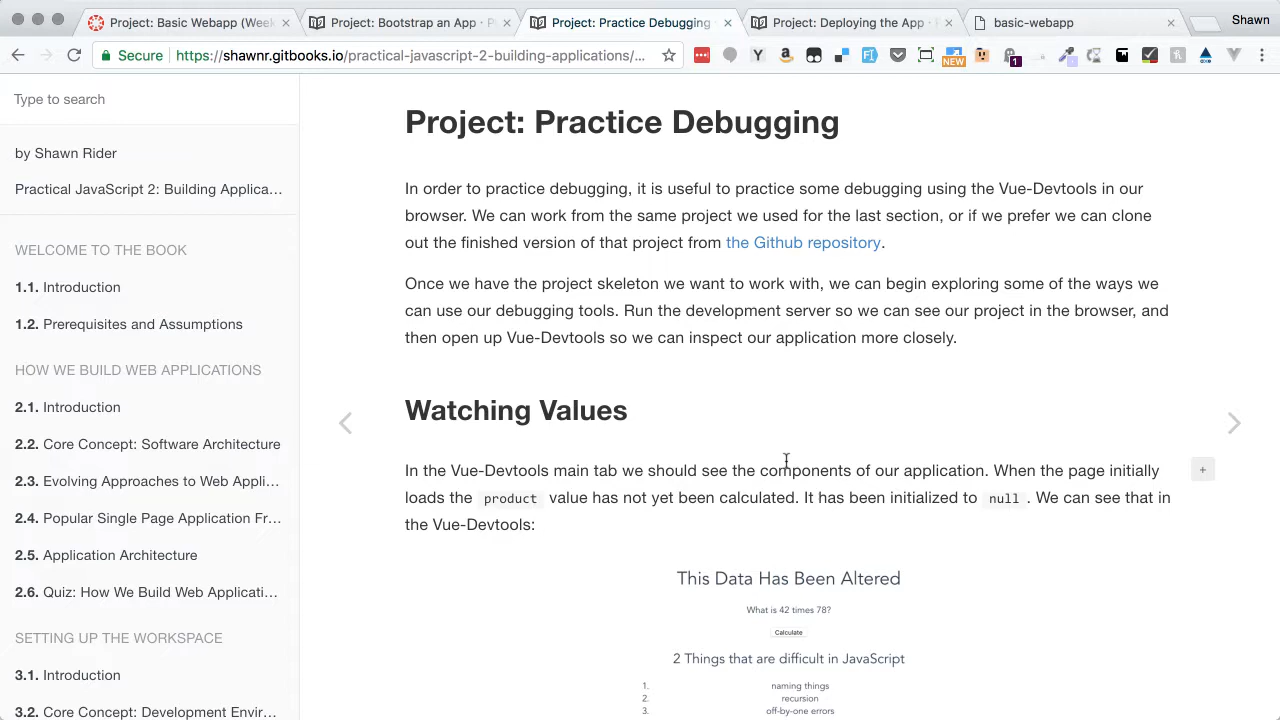 Project: Basic Webapp (Week
Project: Bootstrap an App ·
Project: Practice Debugging ·
Project: Deploying the App ·
basic-webapp
Shawn
Secure
https://shawnr.gitbooks.io/practical-javascript-2-building-applications/...
NEW
1
Type to search
by Shawn Rider
Practical JavaScript 2: Building Applica...
WELCOME TO THE BOOK
1.1. Introduction
1.2. Prerequisites and Assumptions
HOW WE BUILD WEB APPLICATIONS
2.1. Introduction
2.2. Core Concept: Software Architecture
2.3. Evolving Approaches to Web Appli...
2.4. Popular Single Page Application Fr...
2.5. Application Architecture
2.6. Quiz: How We Build Web Applicati...
SETTING UP THE WORKSPACE
3.1. Introduction
3.2. Core Concept: Development Envir...
Project: Practice Debugging
In order to practice debugging, it is useful to practice some debugging using the Vue-Devtools in our
browser. We can work from the same project we used for the last section, or if we prefer we can clone
out the finished version of that project from the Github repository.
Once we have the project skeleton we want to work with, we can begin exploring some of the ways we
can use our debugging tools. Run the development server so we can see our project in the browser, and
then open up Vue-Devtools so we can inspect our application more closely.
Watching Values
In the Vue-Devtools main tab we should see the components of our application. When the page initially
loads the product value has not yet been calculated. It has been initialized to null. We can see that in
the Vue-Devtools:
+
This Data Has Been Altered
What is 42 times 78?
Calculate
2 Things that are difficult in JavaScript
1. naming things
2. recursion
3. off-by-one errors